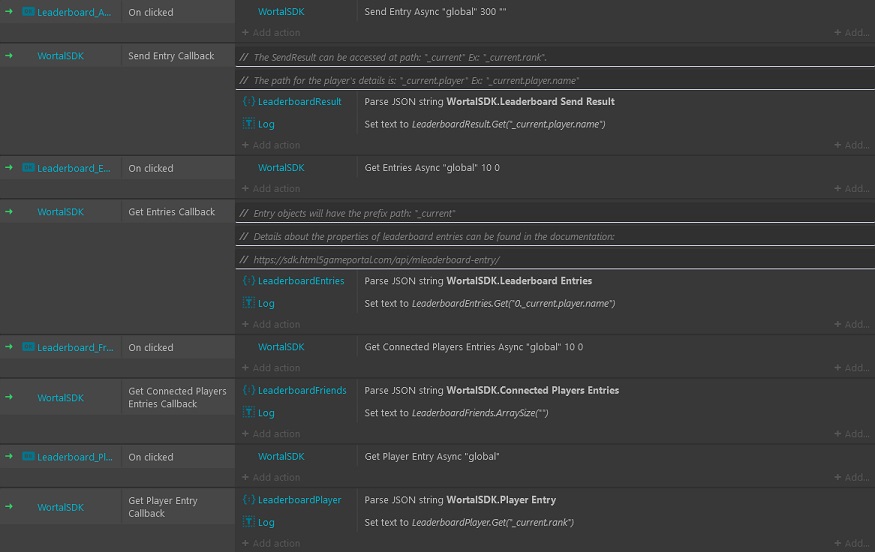 Leaderboard_A... On clicked WortalSDK Send Entry Async "global" 300 ""
+ Add action + Add...
WortalSDK Send Entry Callback // The SendResult can be accessed at path: "_current" Ex: "_current.rank".
// The path for the player's details is: "_current.player" Ex: "_current.player.name"
LeaderboardResult Parse JSON string WortalSDK.Leaderboard Send Result
Log Set text to LeaderboardResult.Get("_current.player.name")
+ Add action + Add...
Leaderboard_E... On clicked WortalSDK Get Entries Async "global" 10 0
+ Add action + Add...
WortalSDK Get Entries Callback // Entry objects will have the prefix path: "_current"
// Details about the properties of leaderboard entries can be found in the documentation:
// https://sdk.html5gameportal.com/api/mleaderboard-entry/
LeaderboardEntries Parse JSON string WortalSDK.Leaderboard Entries
Log Set text to LeaderboardEntries.Get("0._current.player.name")
+ Add action + Add...
Leaderboard_Fr... On clicked WortalSDK Get Connected Players Entries Async "global" 10 0
+ Add action + Add...
WortalSDK Get Connected Players Entries Callback LeaderboardFriends Parse JSON string WortalSDK.Connected Players Entries
Log Set text to LeaderboardFriends.ArraySize("")
+ Add action + Add...
Leaderboard_Pl... On clicked WortalSDK Get Player Entry Async "global"
+ Add action + Add...
WortalSDK Get Player Entry Callback LeaderboardPlayer Parse JSON string WortalSDK.Player Entry
Log Set text to LeaderboardPlayer.Get("_current.rank")
+ Add action + Add...